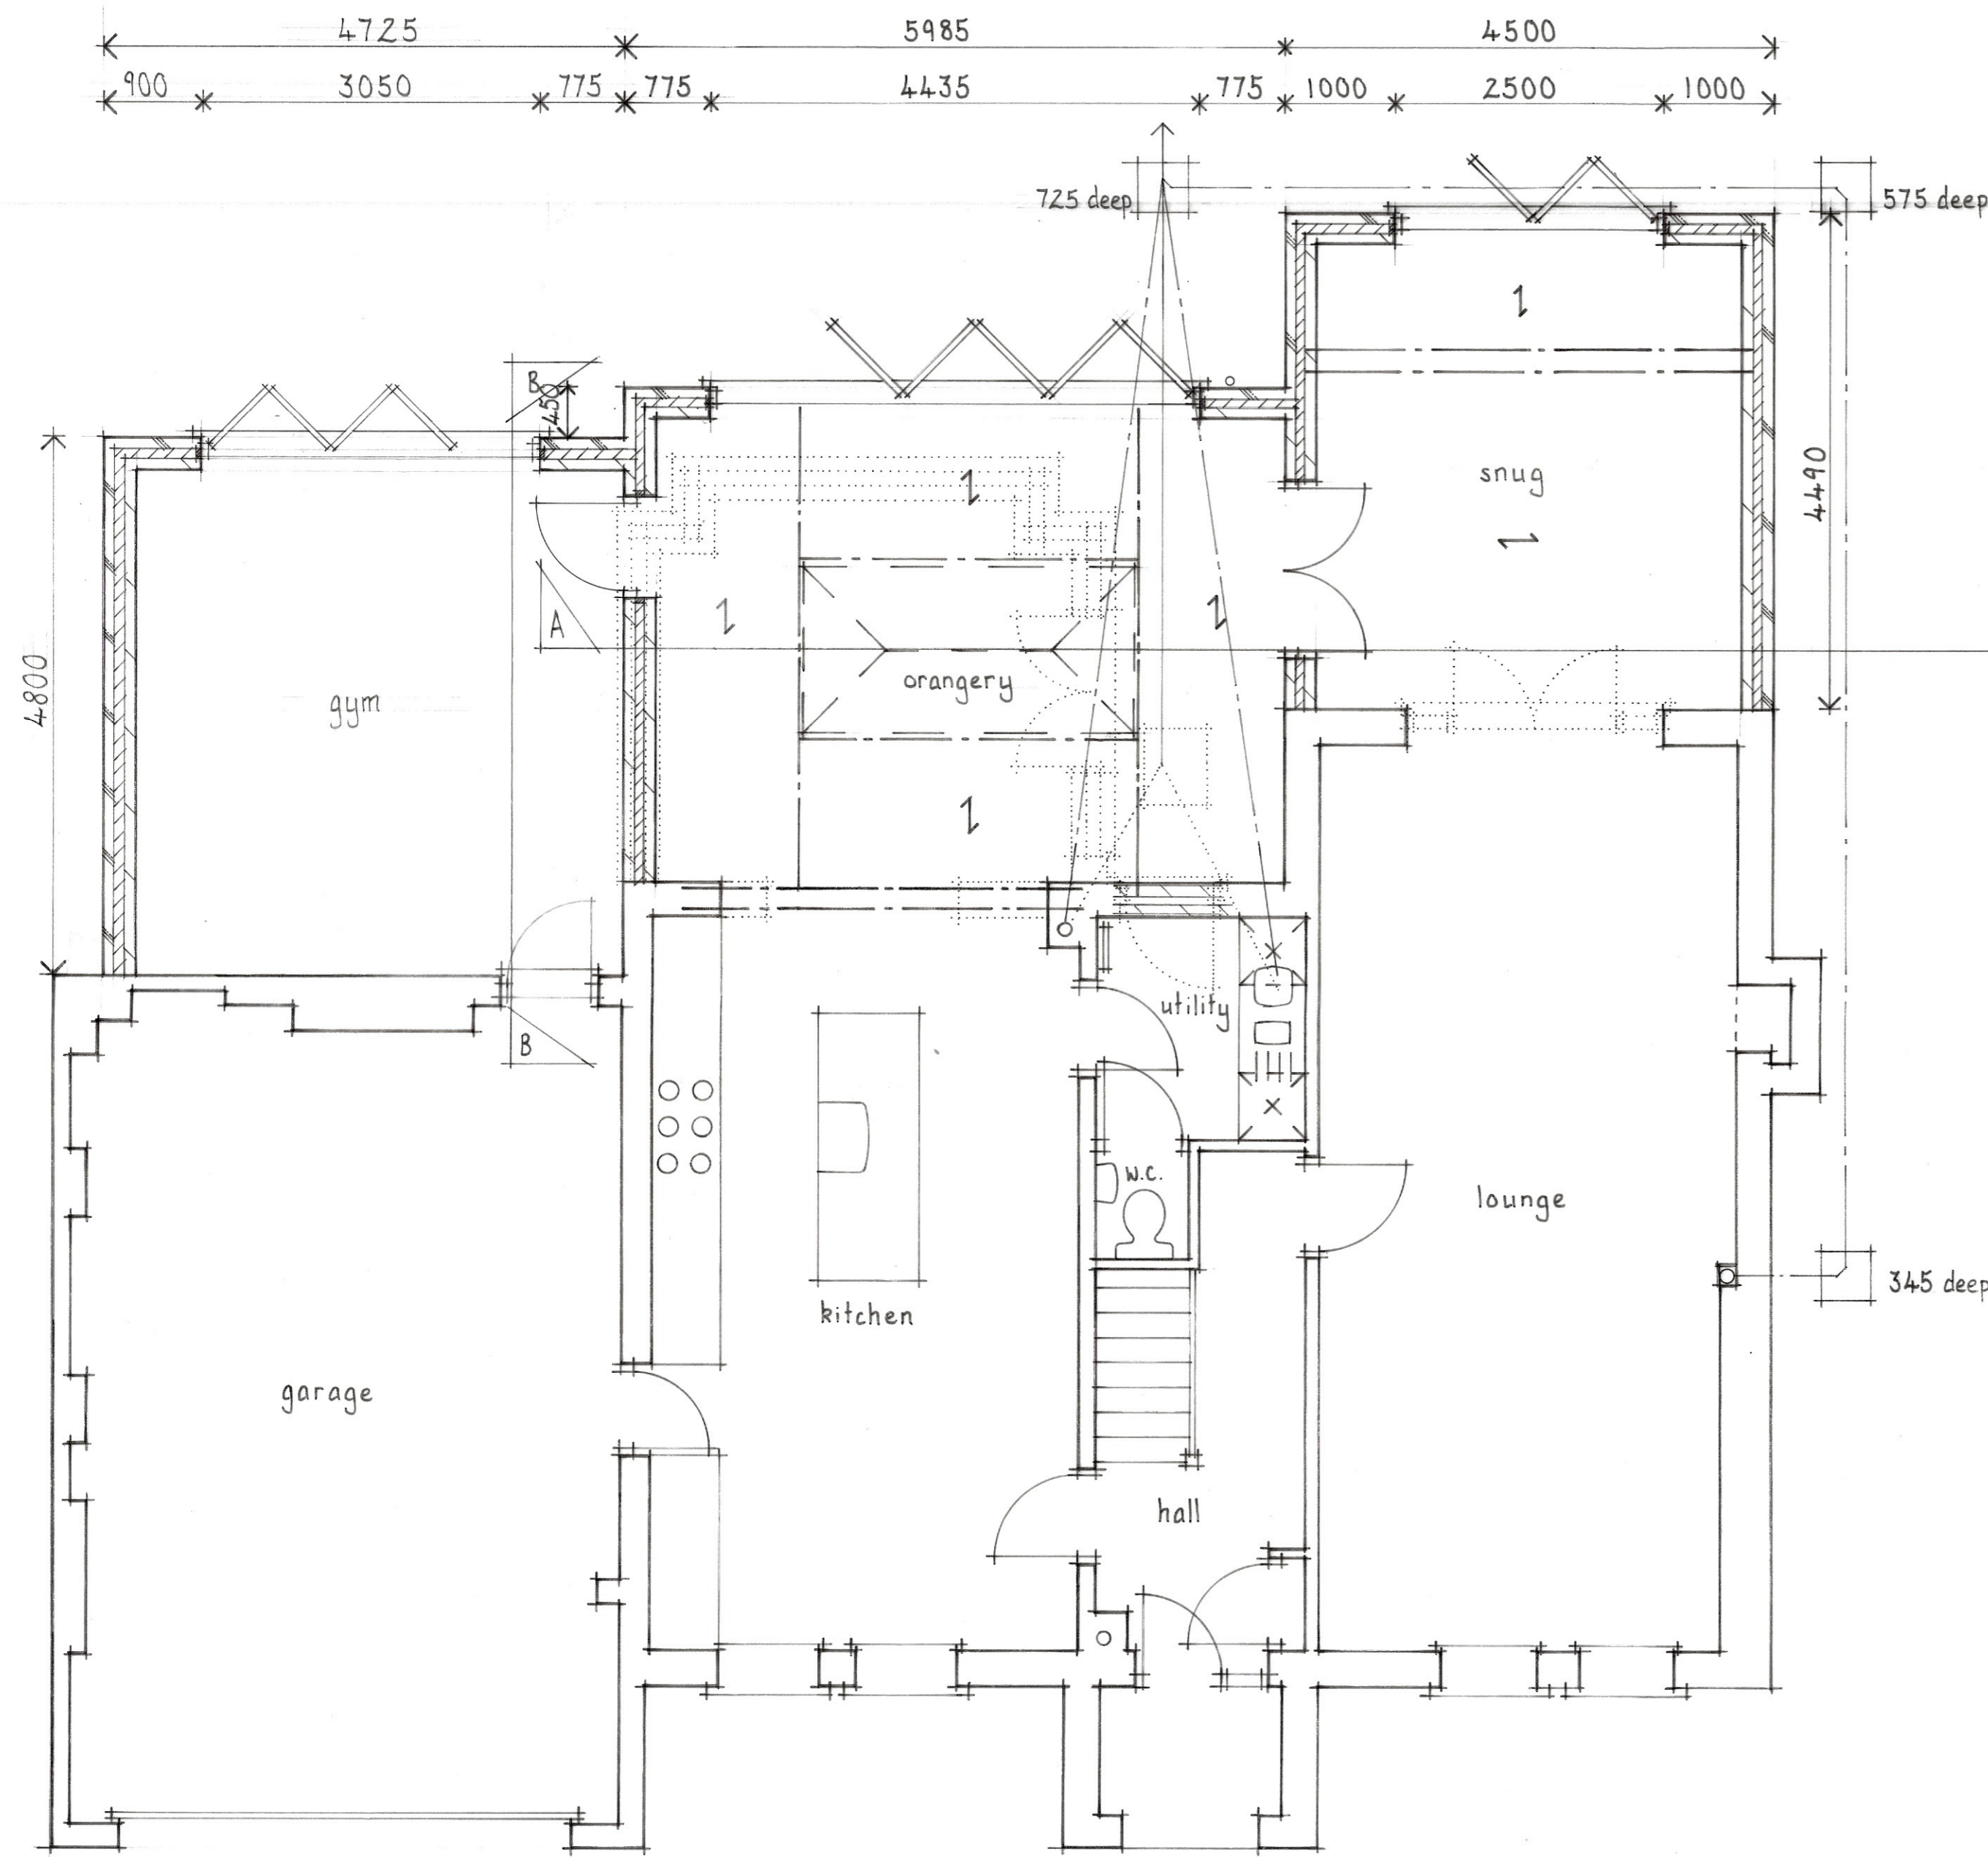 4725 5985 4500
900 3050 775 775 4435 775 1000 2500 1000
725 deep
575 deep
B
450
snug
4490
A
orangery
gym
4800
utility
B
W.C.
lounge
345 deep
kitchen
garage
hall